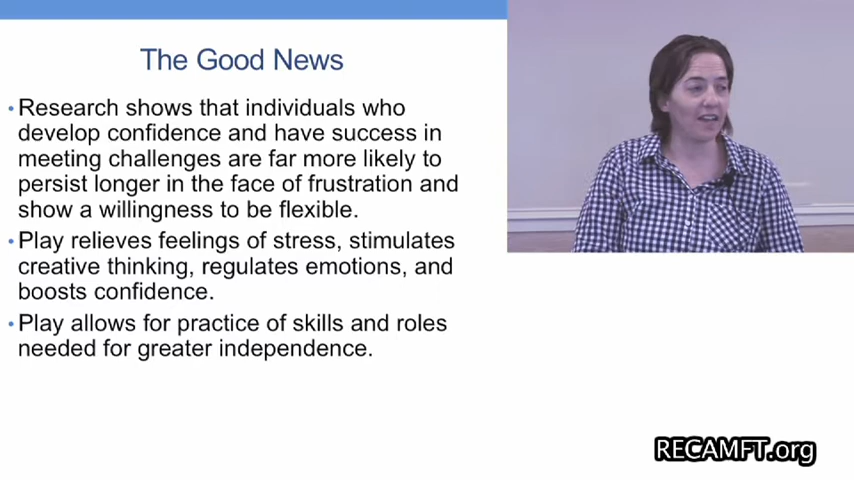 The Good News
• Research shows that individuals who
develop confidence and have success in
meeting challenges are far more likely to
persist longer in the face of frustration and
show a willingness to be flexible.
• Play relieves feelings of stress, stimulates
creative thinking, regulates emotions, and
boosts confidence.
• Play allows for practice of skills and roles
needed for greater independence.
RECAMFT.org